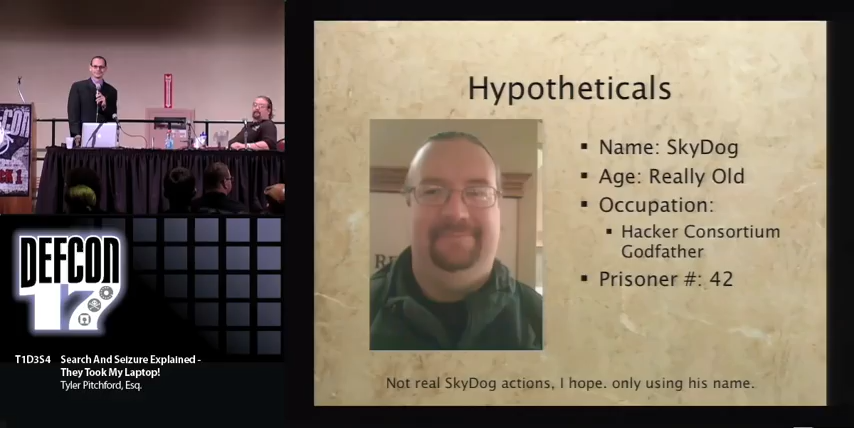 DEFCON
17
T1D3S4 Search And Seizure Explained -
They Took My Laptop!
Tyler Pitchford, Esq.
Hypotheticals
Name: SkyDog
Age: Really Old
Occupation:
Hacker Consortium
Godfather
Prisoner #: 42
Not real SkyDog actions, I hope. only using his name.